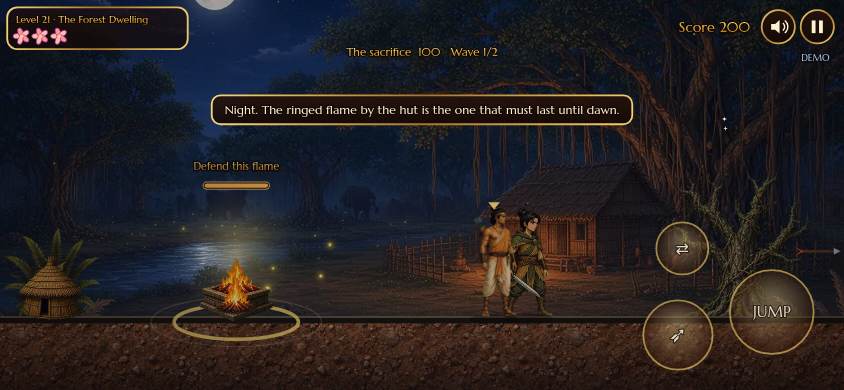 Level 21 · The Forest Dwelling
Score 200
The sacrifice 100 Wave 1/2
DEMO
Night. The ringed flame by the hut is the one that must last until dawn.
Defend this flame
JUMP